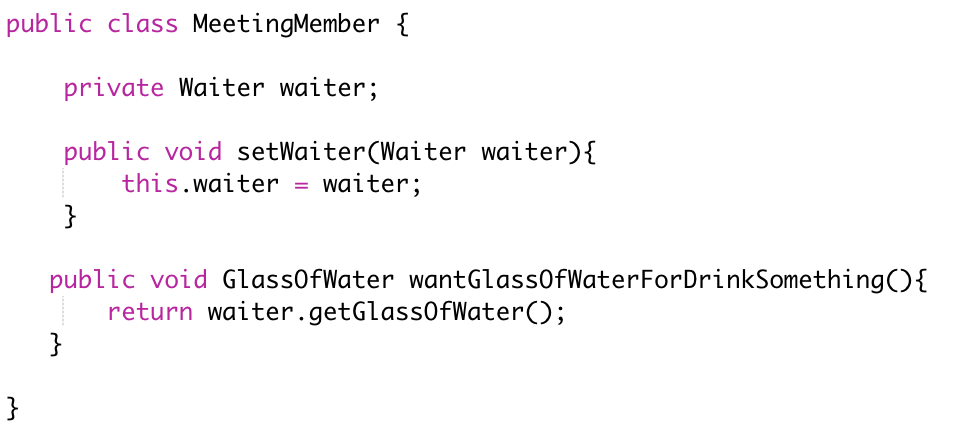 public class MeetingMember {
private Waiter waiter;
public void setWaiter(Waiter waiter){
this.waiter = waiter;
}
public void GlassOfWater wantGlassOfWaterForDrinkSomething(){
return waiter.getGlassOfWater();
}
}